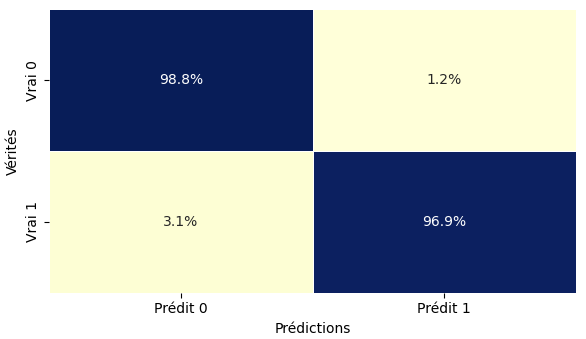 Vérités
Vrai 0
98.8%
1.2%
Vrai 1
3.1%
96.9%
Prédit 0
Prédit 1
Prédictions